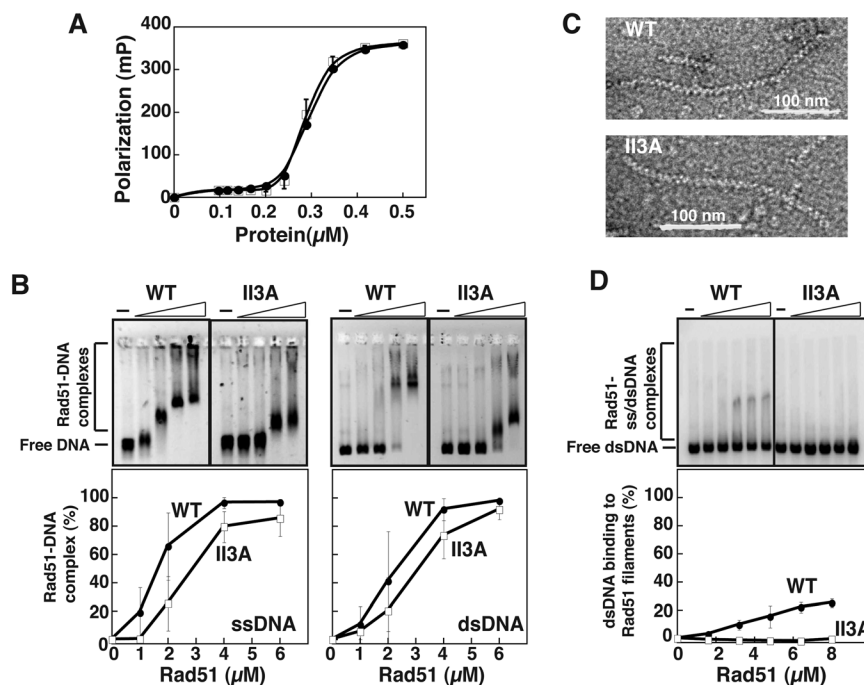 A
Polarization (mP)
400
300
200
100
0
0 0.1 0.2 0.3 0.4 0.5
Protein(μM)
C
WT
100 nm
II3A
100 nm
B
WT II3A WT II3A
– – – –
Rad51-DNA
complexes
Free DNA –
Rad51-DNA
complex (%)
100
80
60
40
20
0
WT
II3A
ssDNA
0 1 2 3 4 5 6
Rad51 (μM)
WT
II3A
dsDNA
0 1 2 3 4 5 6
Rad51 (μM)
D
WT II3A
– –
Rad51-
ss/dsDNA
complexes
Free dsDNA –
dsDNA binding to
Rad51 filaments (%)
100
80
60
40
20
0
WT
II3A
0 2 4 6 8
Rad51 (μM)